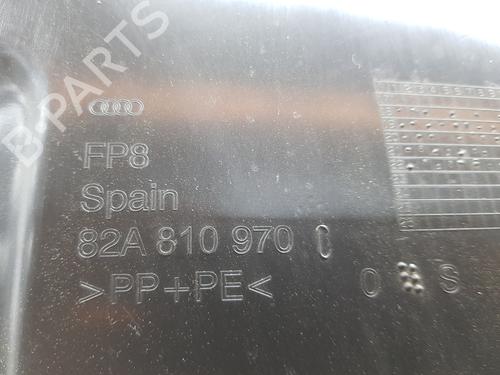 B-PARTS
FP8
Spain
82A 810 970
>PP+PE<
O S